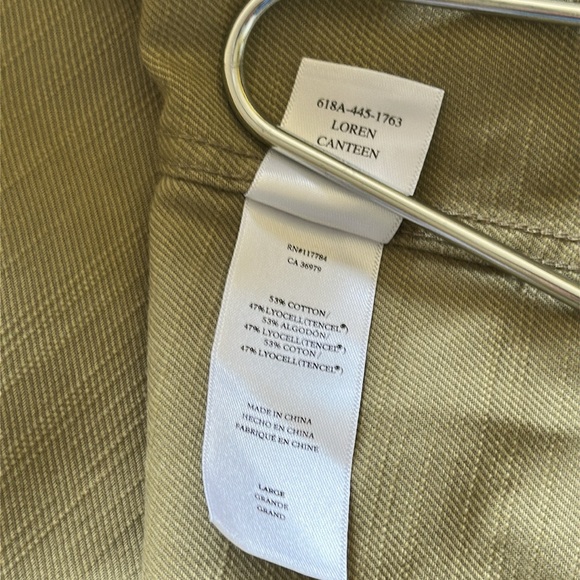 618A-445-1763
LOREN
CANTEEN
RN#117784
CA 36979
53% COTTON/
47% LYOCELL(TENCEL®)
53% ALGODÓN/
47% LYOCELL(TENCEL®)
53% COTON/
47% LYOCELL(TENCEL®)
MADE IN CHINA
HECHO EN CHINA
FABRIQUÉ EN CHINE
LARGE
GRANDE
GRAND